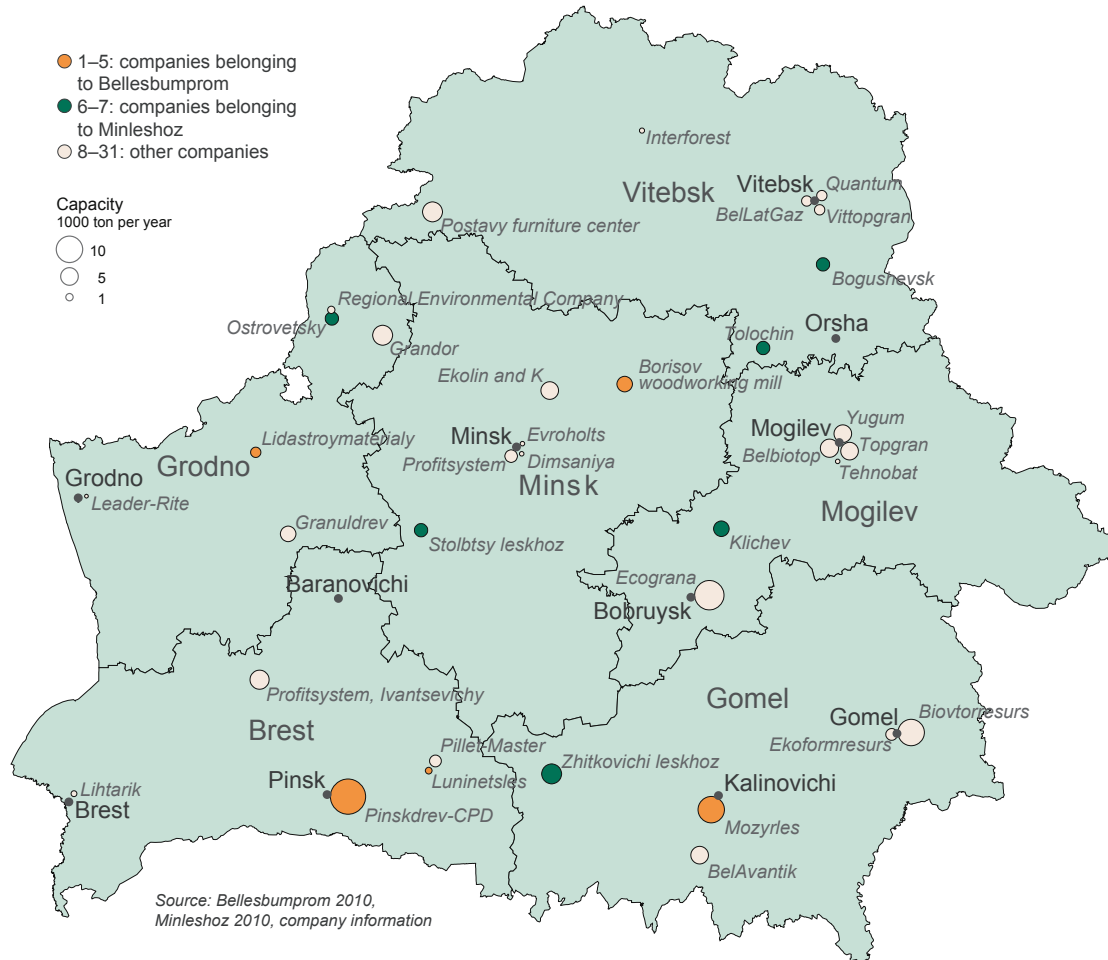 1–5: companies belonging
to Bellesbumprom
6–7: companies belonging
to Minleshoz
8–31: other companies
Capacity
1000 ton per year
10
5
1
Interforest
Vitebsk
Vitebsk
Quantum
BelLatGaz
Vittopgran
Postavy furniture center
Bogushevsk
Regional Environmental Company
Ostrovetsky
Grandor
Tolochin
Orsha
Ekolin and K
Borisov
woodworking mill
Lidastroymaterialy
Grodno
Grodno
Leader-Rite
Minsk
Evroholts
Profitsystem
Dimsaniya
Minsk
Mogilev
Yugum
Belbiotop
Topgran
Tehnobat
Mogilev
Granuldrev
Stolbtsy leskhoz
Klichev
Baranovichi
Ecograna
Bobruysk
Profitsystem, Ivantsevichy
Brest
Gomel
Gomel
Biovtorresurs
Ekoformresurs
Pillet-Master
Luninetsles
Zhitkovichi leskhoz
Pinsk
Pinskdrev-CPD
Kalinovichi
Mozyrles
Lihtarik
Brest
BelAvantik
Source: Bellesbumprom 2010,
Minleshoz 2010, company information